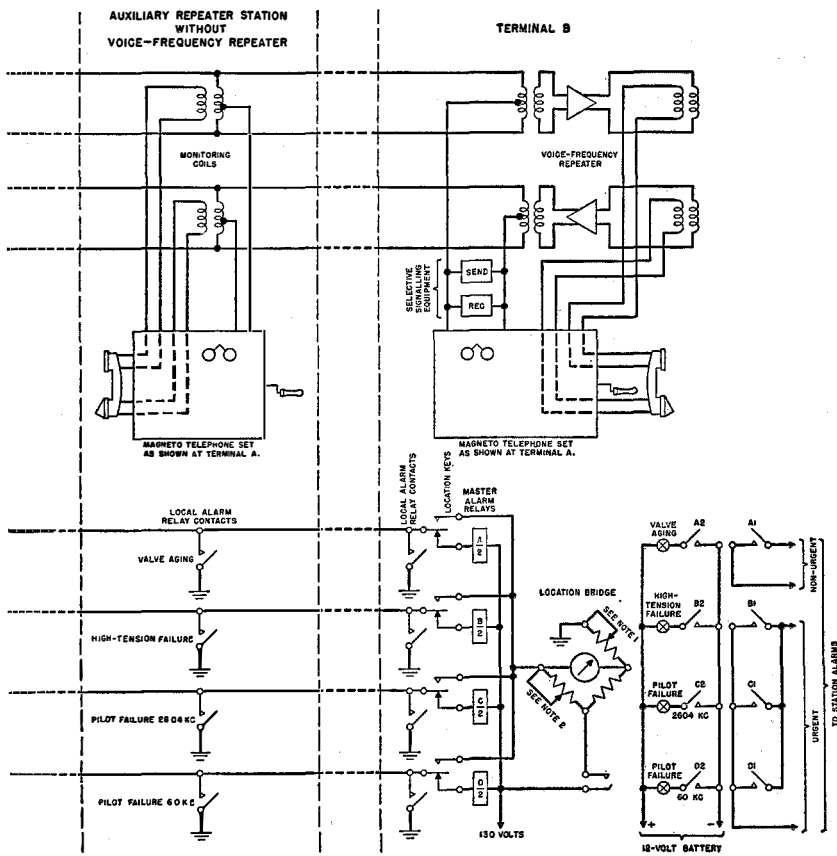 AUXILIARY REPEATER STATION
WITHOUT
VOICE-FREQUENCY REPEATER
TERMINAL B
MONITORING
COILS
VOICE-FREQUENCY
REPEATER
SELECTIVE
SIGNALLING
EQUIPMENT
SEND
REC
MAGNETO TELEPHONE SET
AS SHOWN AT TERMINAL A.
MAGNETO TELEPHONE SET
AS SHOWN AT TERMINAL A.
LOCAL ALARM
RELAY CONTACTS
LOCAL ALARM
RELAY CONTACTS
LOCATION KEYS
MASTER
ALARM
RELAYS
VALVE AGING
HIGH-TENSION FAILURE
PILOT FAILURE 2604 KC
PILOT FAILURE 60 KC
A
2
B
2
C
2
D
2
130 VOLTS
LOCATION BRIDGE
SEE NOTE 1
SEE NOTE 2
VALVE
AGING
A2
A1
HIGH-
TENSION
FAILURE
B2
B1
PILOT
FAILURE
C2
2604 KC
C1
PILOT
FAILURE
D2
60 KC
D1
+
-
12-VOLT BATTERY
NON-URGENT
URGENT
TO STATION ALARMS